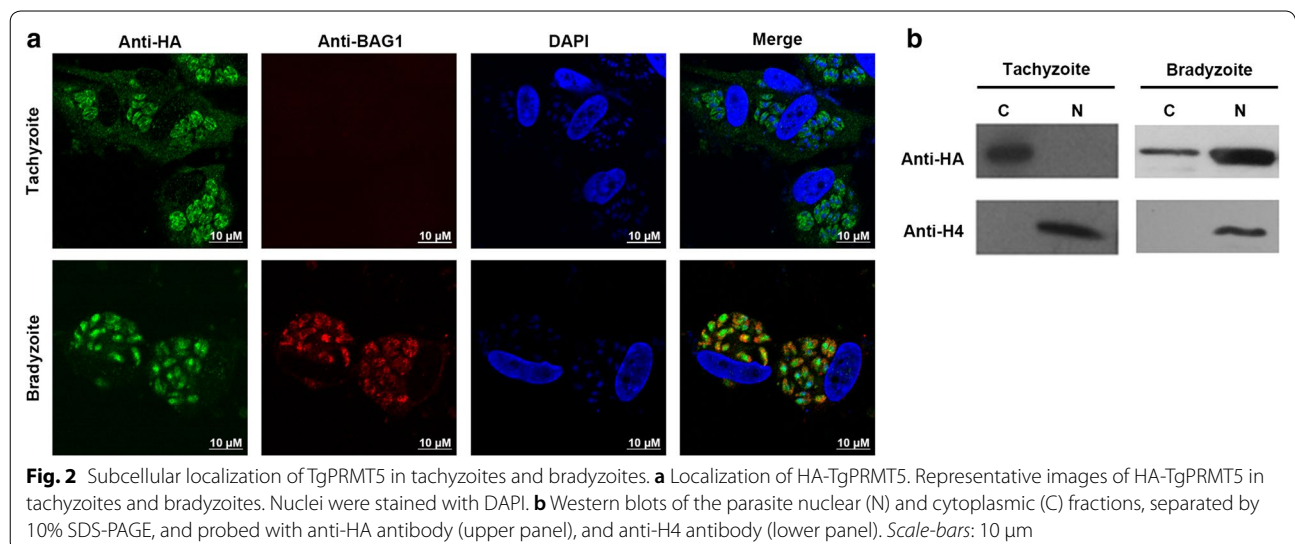 a
Anti-HA Anti-BAG1 DAPI Merge
Tachyzoite
10 µM 10 µM 10 µM 10 µM
Bradyzoite
10 µM 10 µM 10 µM 10 µM
b
Tachyzoite Bradyzoite
C N C N
Anti-HA
Anti-H4
Fig. 2 Subcellular localization of TgPRMT5 in tachyzoites and bradyzoites. a Localization of HA-TgPRMT5. Representative images of HA-TgPRMT5 in
tachyzoites and bradyzoites. Nuclei were stained with DAPI. b Western blots of the parasite nuclear (N) and cytoplasmic (C) fractions, separated by
10% SDS-PAGE, and probed with anti-HA antibody (upper panel), and anti-H4 antibody (lower panel). Scale-bars: 10 µm